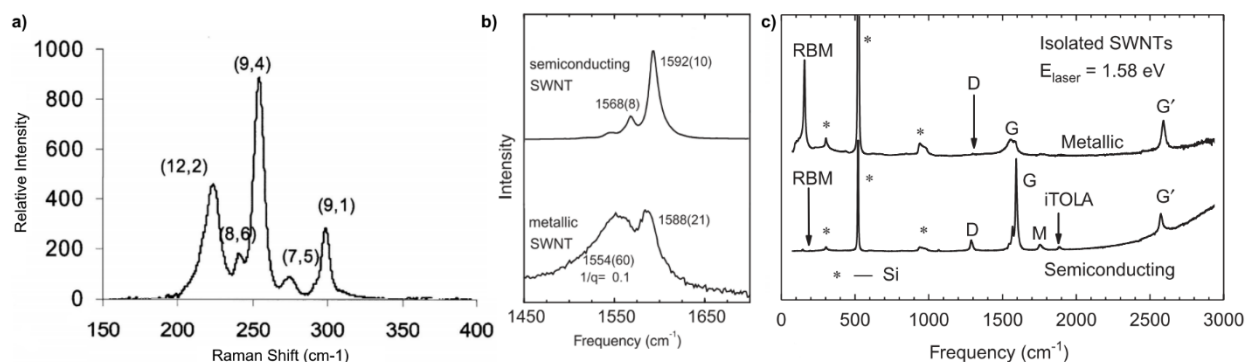 a)
1000
800
600
400
200
0
Relative Intensity
(12,2)
(8,6)
(9,4)
(7,5)
(9,1)
150
200
250
300
350
400
Raman Shift (cm-1)
b)
semiconducting
SWNT
1592(10)
1568(8)
metallic
SWNT
1588(21)
1554(60)
1/q= 0.1
Intensity
1450
1550
1650
Frequency (cm⁻¹)
c)
RBM
*
Isolated SWNTs
E_laser = 1.58 eV
D
G
G′
*
*
Metallic
RBM
*
G
iTOLA
G′
*
*
D
M
* — Si
Semiconducting
0
500
1000
1500
2000
2500
3000
Frequency (cm⁻¹)